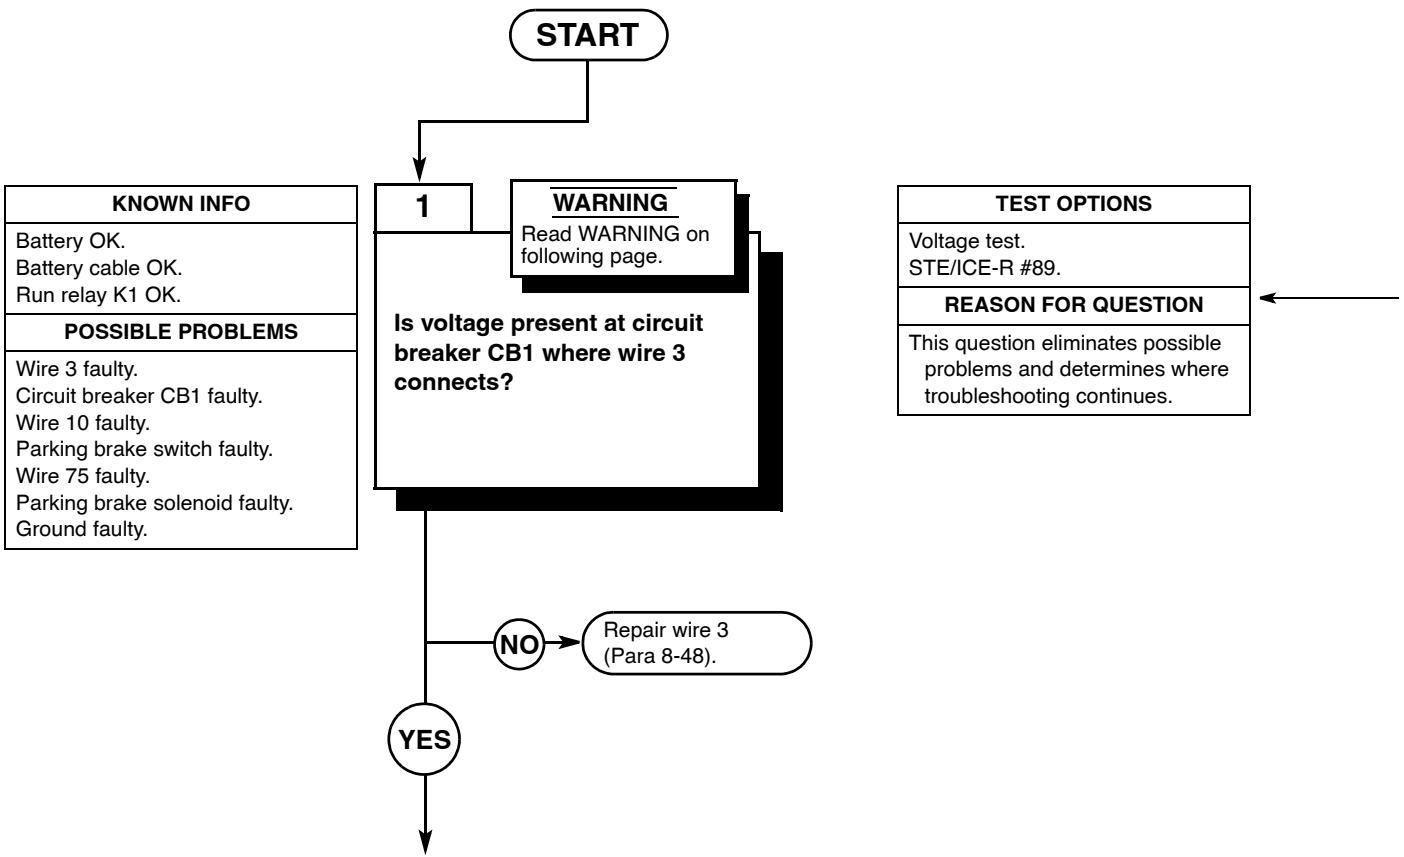 START
KNOWN INFO
Battery OK.
Battery cable OK.
Run relay K1 OK.
POSSIBLE PROBLEMS
Wire 3 faulty.
Circuit breaker CB1 faulty.
Wire 10 faulty.
Parking brake switch faulty.
Wire 75 faulty.
Parking brake solenoid faulty.
Ground faulty.
1
WARNING
Read WARNING on
following page.
Is voltage present at circuit
breaker CB1 where wire 3
connects?
TEST OPTIONS
Voltage test.
STE/ICE-R #89.
REASON FOR QUESTION
This question eliminates possible
problems and determines where
troubleshooting continues.
NO
Repair wire 3
(Para 8-48).
YES